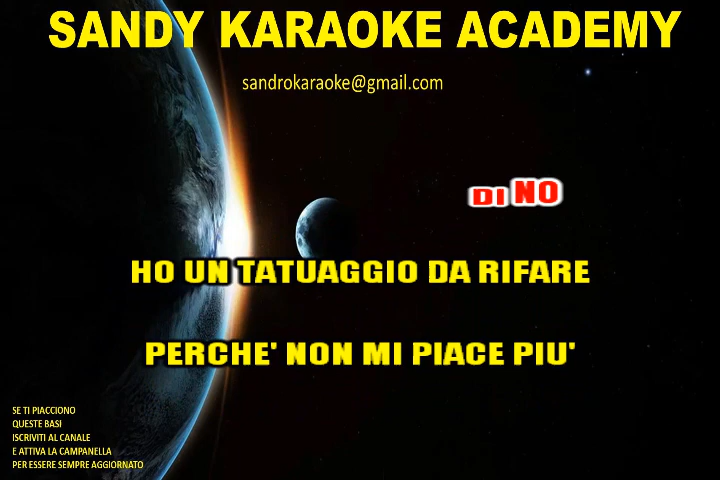 SANDY KARAOKE ACADEMY
sandrokaraoke@gmail.com
DI NO
HO UN TATUAGGIO DA RIFARE
PERCHE' NON MI PIACE PIU'
SE TI PIACCIONO
QUESTE BASI
ISCRIVITI AL CANALE
E ATTIVA LA CAMPANELLA
PER ESSERE SEMPRE AGGIORNATO